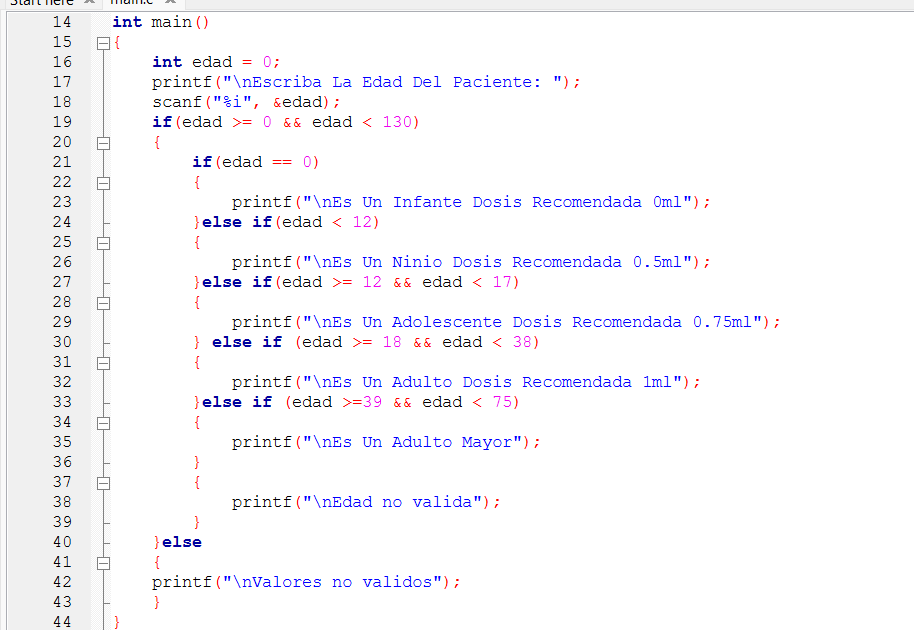 Start here × main.c ×
14 int main()
15 {
16 int edad = 0;
17 printf("\nEscriba La Edad Del Paciente: ");
18 scanf("%i", &edad);
19 if(edad >= 0 && edad < 130)
20 {
21 if(edad == 0)
22 {
23 printf("\nEs Un Infante Dosis Recomendada 0ml");
24 }else if(edad < 12)
25 {
26 printf("\nEs Un Ninio Dosis Recomendada 0.5ml");
27 }else if(edad >= 12 && edad < 17)
28 {
29 printf("\nEs Un Adolescente Dosis Recomendada 0.75ml");
30 } else if (edad >= 18 && edad < 38)
31 {
32 printf("\nEs Un Adulto Dosis Recomendada 1ml");
33 }else if (edad >=39 && edad < 75)
34 {
35 printf("\nEs Un Adulto Mayor");
36 }
37 {
38 printf("\nEdad no valida");
39 }
40 }else
41 {
42 printf("\nValores no validos");
43 }
44 }